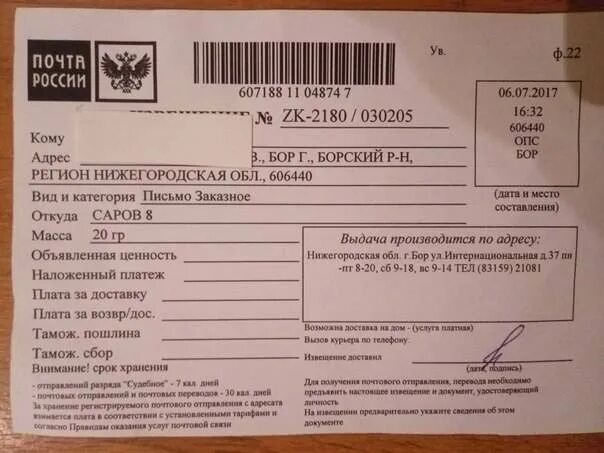 ПОЧТА
РОССИИ
607188 11 04874 7
Ув.
ф.22
№ ZK-2180 / 030205
06.07.2017
16:32
606440
ОПС
БОР
(дата и место
составления)
Кому
Адрес В., БОР Г., БОРСКИЙ Р-Н,
РЕГИОН НИЖЕГОРОДСКАЯ ОБЛ., 606440
Вид и категория Письмо Заказное
Откуда САРОВ 8
Масса 20 гр
Объявленная ценность
Наложенный платеж
Плата за доставку
Плата за возвр/дос.
Тамож. пошлина
Тамож. сбор
Выдача производится по адресу:
Нижегородская обл. г.Бор ул.Интернациональная д.37 пн
-пт 8-20, сб 9-18, вс 9-14 ТЕЛ (83159) 21081
Возможна доставка на дом - (услуга платная)
Вызов курьера по телефону:
Извещение доставил
(дата, подпись)
Внимание! срок хранения
- отправлений разряда "Судебное" - 7 кал. дней
- почтовых отправлений и почтовых переводов - 30 кал. дней
За хранение регистрируемого почтового отправления с адресата
взимается плата в соответствии с установленными тарифами и
согласно Правилам оказания услуг почтовой связи
Для получения почтового отправления, перевода необходимо
предъявить настоящее извещение и документ, удостоверяющий
личность
На извещении предварительно укажите сведения об этом
документе